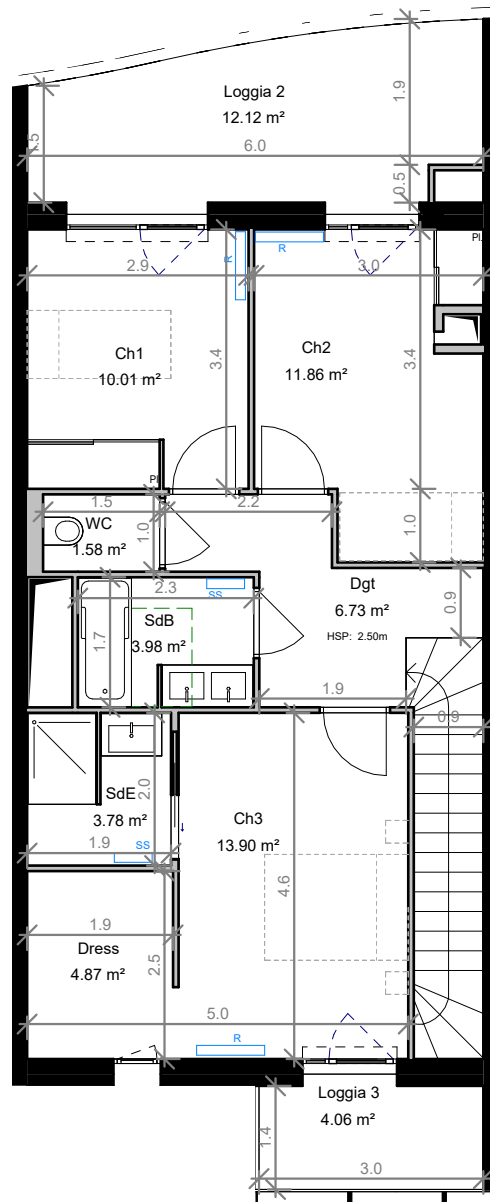 Loggia 2
12.12 m²
1.9
1.5
6.0
0.5
R
R
Pl.
2.9
3.0
Ch1
10.01 m²
Ch2
11.86 m²
3.4
3.4
Pl
1.5
2.2
WC
1.58 m²
1.0
1.0
Dgt
6.73 m²
HSP: 2.50m
0.9
2.3
SS
SdB
3.98 m²
1.7
1.9
0.9
SdE
3.78 m²
2.0
1.9
SS
Ch3
13.90 m²
4.6
1.9
Dress
4.87 m²
2.5
5.0
R
Loggia 3
4.06 m²
1.4
3.0